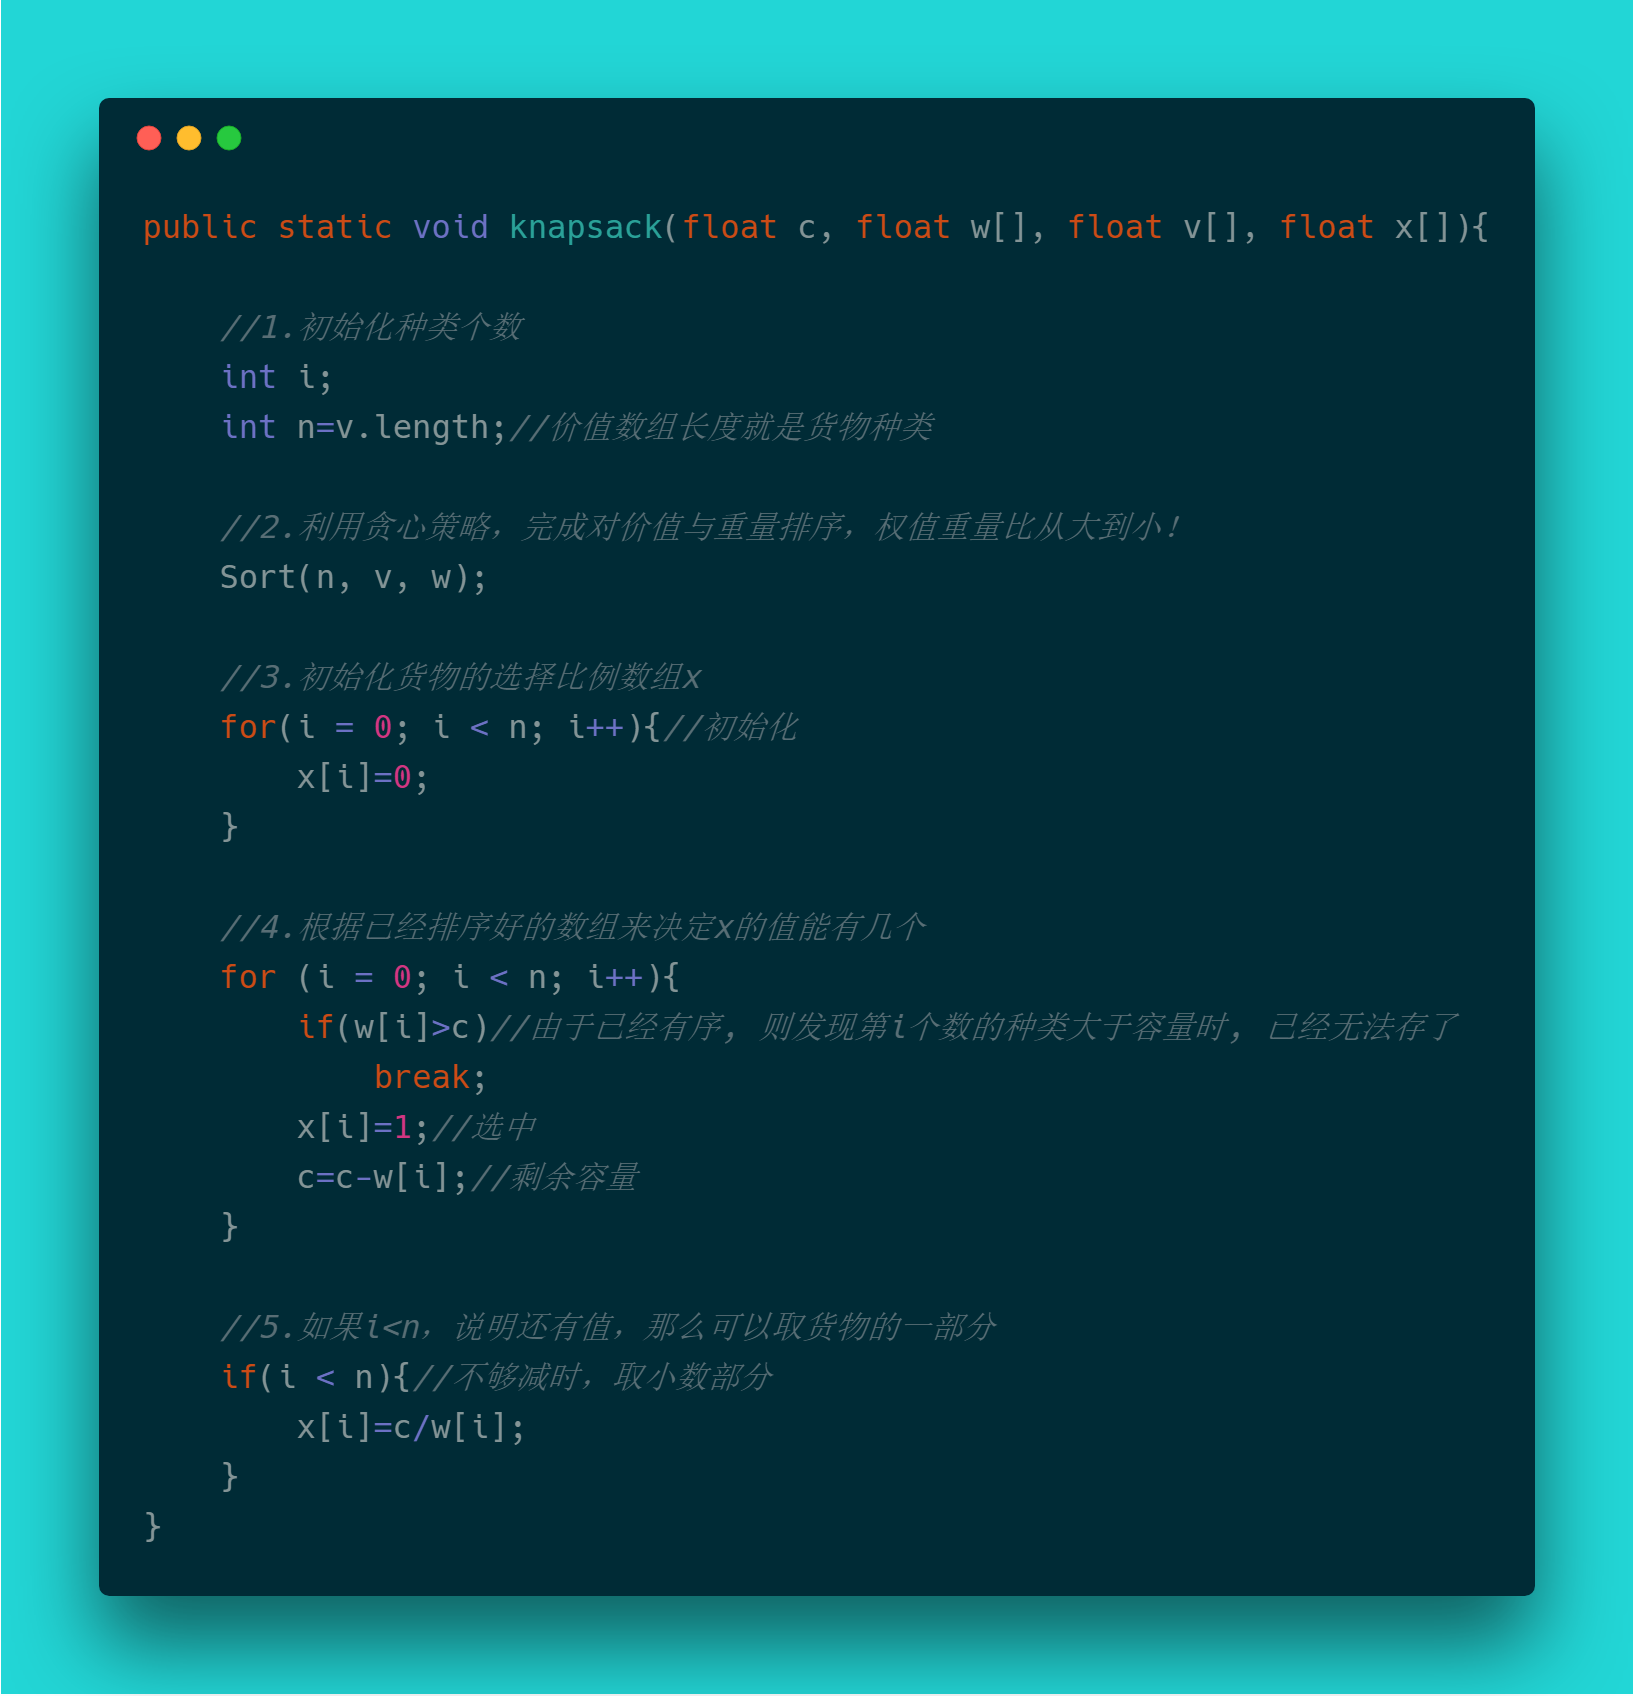 public static void knapsack(float c, float w[], float v[], float x[]){
//1.初始化种类个数
int i;
int n=v.length;//价值数组长度就是货物种类
//2.利用贪心策略，完成对价值与重量排序，权值重量比从大到小！
Sort(n, v, w);
//3.初始化货物的选择比例数组x
for(i = 0; i < n; i++){//初始化
x[i]=0;
}
//4.根据已经排序好的数组来决定x的值能有几个
for (i = 0; i < n; i++){
if(w[i]>c)//由于已经有序, 则发现第i个数的种类大于容量时, 已经无法存了
break;
x[i]=1;//选中
c=c-w[i];//剩余容量
}
//5.如果i<n，说明还有值，那么可以取货物的一部分
if(i < n){//不够减时，取小数部分
x[i]=c/w[i];
}
}